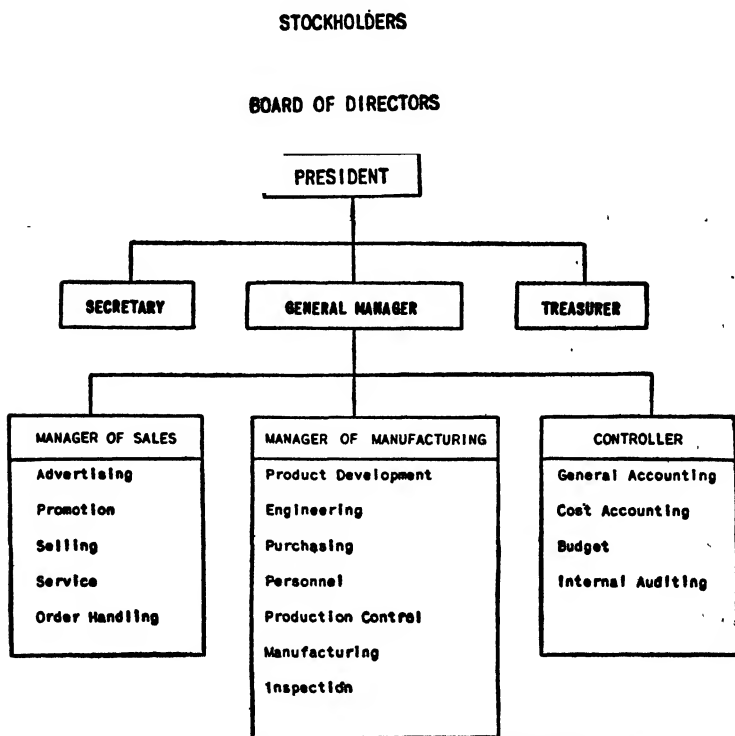 STOCKHOLDERS
BOARD OF DIRECTORS
PRESIDENT
SECRETARY
GENERAL MANAGER
TREASURER
MANAGER OF SALES
Advertising
Promotion
Selling
Service
Order Handling
MANAGER OF MANUFACTURING
Product Development
Engineering
Purchasing
Personnel
Production Control
Manufacturing
Inspection
CONTROLLER
General Accounting
Cost Accounting
Budget
Internal Auditing